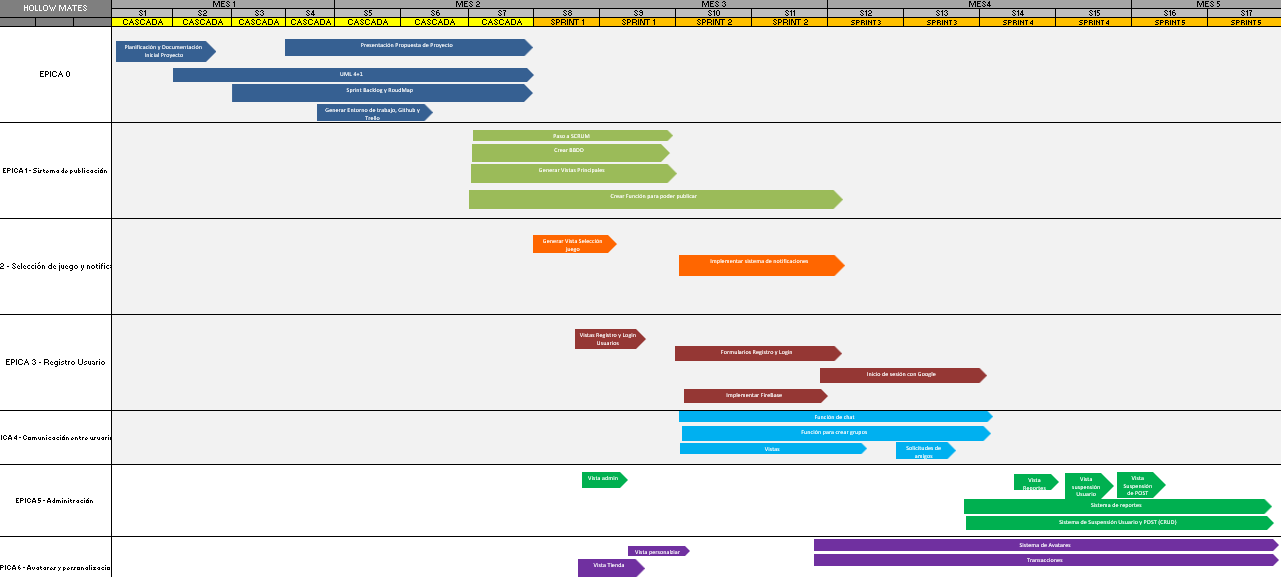 HOLLOW MATES
MES 1
MES 2
MES 3
MES4
MES 5
S1 S2 S3 S4 S5 S6 S7 S8 S9 S10 S11 S12 S13 S14 S15 S16 S17
CASCADA CASCADA CASCADA CASCADA CASCADA CASCADA CASCADA SPRINT 1 SPRINT 1 SPRINT 2 SPRINT 2 SPRINT3 SPRINT3 SPRINT4 SPRINT4 SPRINT5 SPRINT5
EPICA 0
Planificación y Documentación
Inicial Proyecto
Presentación Propuesta de Proyecto
UML 4+1
Sprint Backlog y RoudMap
Generar Entorno de trabajo, Github y
Trello
EPICA 1 - Sistema de publicación
Paso a SCRUM
Crear BBDD
Generar Vistas Principales
Crear Función para poder publicar
2 - Selección de juego y notific
Generar Vista Selección
Juego
Implementar sistema de notificaciones
EPICA 3 - Registro Usuario
Vistas Registro y Login
Usuarios
Formularios Registro y Login
Inicio de sesión con Google
Implementar FireBase
ICA 4 - Comunicación entre usuari
Función de chat
Función para crear grupos
Vistas
Solicitudes de
amigos
EPICA 5 - Adminitración
Vista admin
Vista
Reportes
Vista
suspensión
Usuario
Vista
Suspensión
de POST
Sistema de reportes
Sistema de Suspensión Usuario y POST (CRUD)
PICA 6 - Avatares y personalizació
Vista personalziar
Vista Tienda
Sistema de Avatares
Transacciones